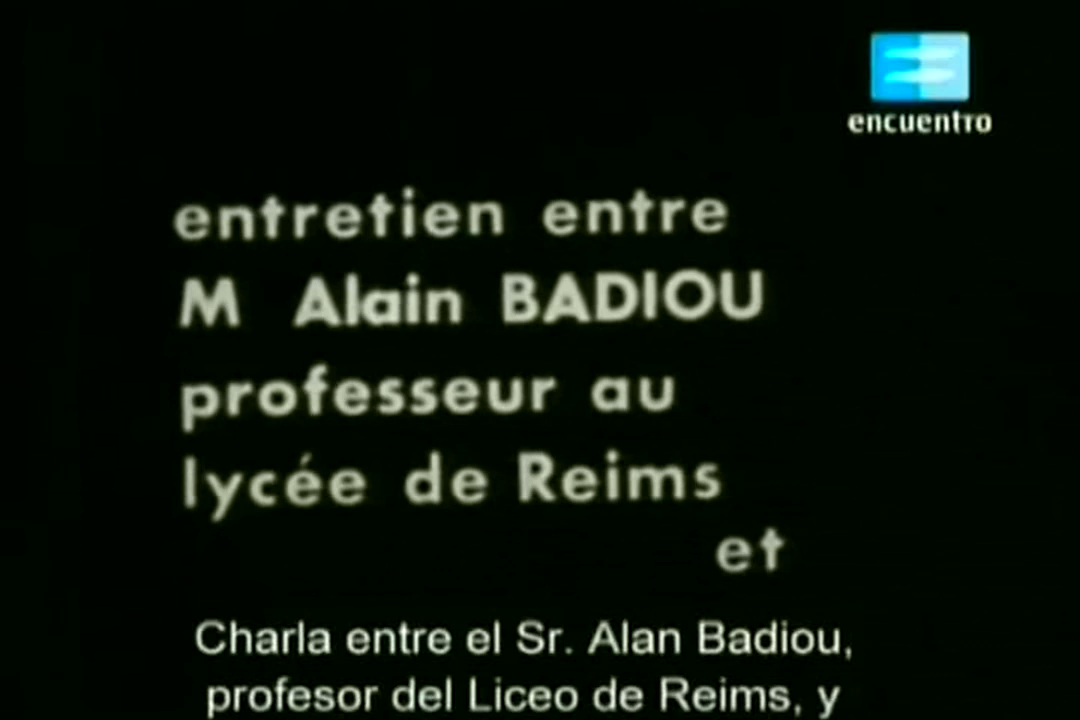 encuentro
entretien entre
M Alain BADIOU
professeur au
lycée de Reims
et
Charla entre el Sr. Alan Badiou,
profesor del Liceo de Reims, y